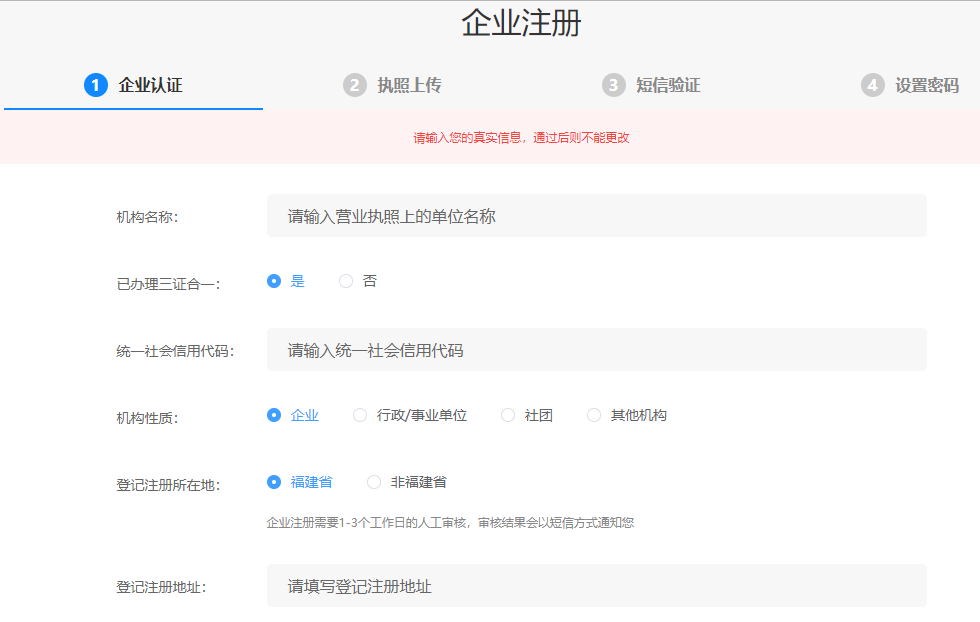 企业注册
1 企业认证 2 执照上传 3 短信验证 4 设置密码
请输入您的真实信息，通过后则不能更改
机构名称： 请输入营业执照上的单位名称
已办理三证合一： 是 否
统一社会信用代码： 请输入统一社会信用代码
机构性质： 企业 行政/事业单位 社团 其他机构
登记注册所在地： 福建省 非福建省
企业注册需要1-3个工作日的人工审核，审核结果会以短信方式通知您
登记注册地址： 请填写登记注册地址